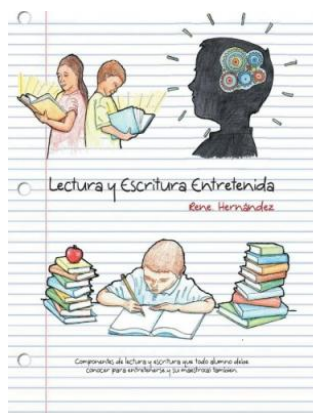 Lectura y Escritura Entretenida
Rene. Hernández
Componentes de lectura y escritura que todo alumno debe
conocer para entretenerse y su maestro(a) también.